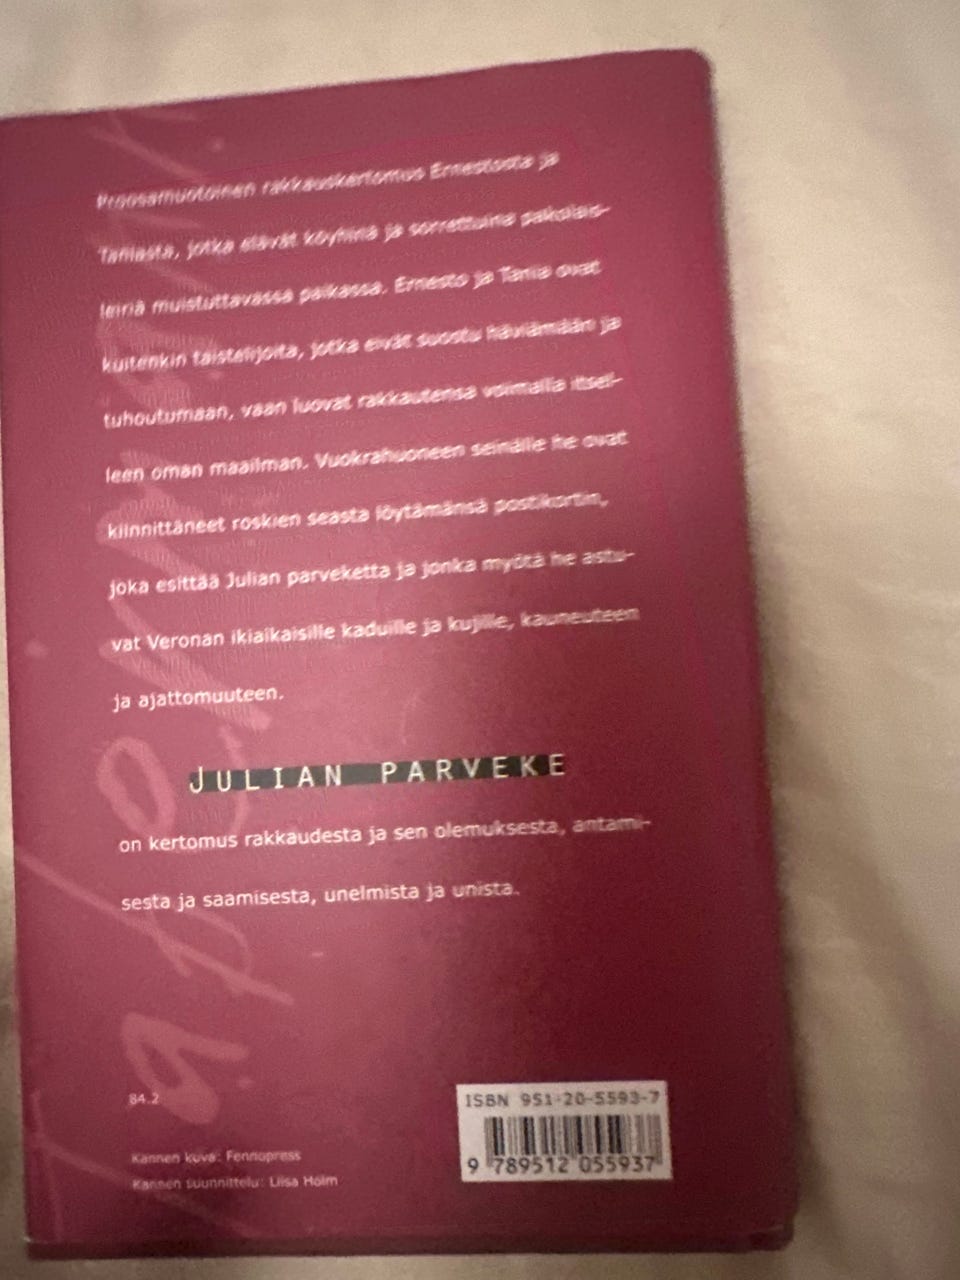 Proosamuotoinen rakkauskertomus Ernestosta ja
Taniasta, jotka elävät köyhinä ja sorrettuina pakolais-
leiriä muistuttavassa paikassa. Ernesto ja Tania ovat
kuitenkin taistelijoita, jotka eivät suostu häviämään ja
tuhoutumaan, vaan luovat rakkautensa voimalla itsel-
leen oman maailman. Vuokrahuoneen seinälle he ovat
kiinnittäneet roskien seasta löytämänsä postikortin,
joka esittää Julian parveketta ja jonka myötä he astu-
vat Veronan ikiaikaisille kaduille ja kujille, kauneuteen
ja ajattomuuteen.
JULIAN PARVEKE
on kertomus rakkaudesta ja sen olemuksesta, antami-
sesta ja saamisesta, unelmista ja unista.
84.2
ISBN 951-20-5593-7
9 789512 055937
Kannen kuva: Fennopress
Kannen suunnittelu: Liisa Holm